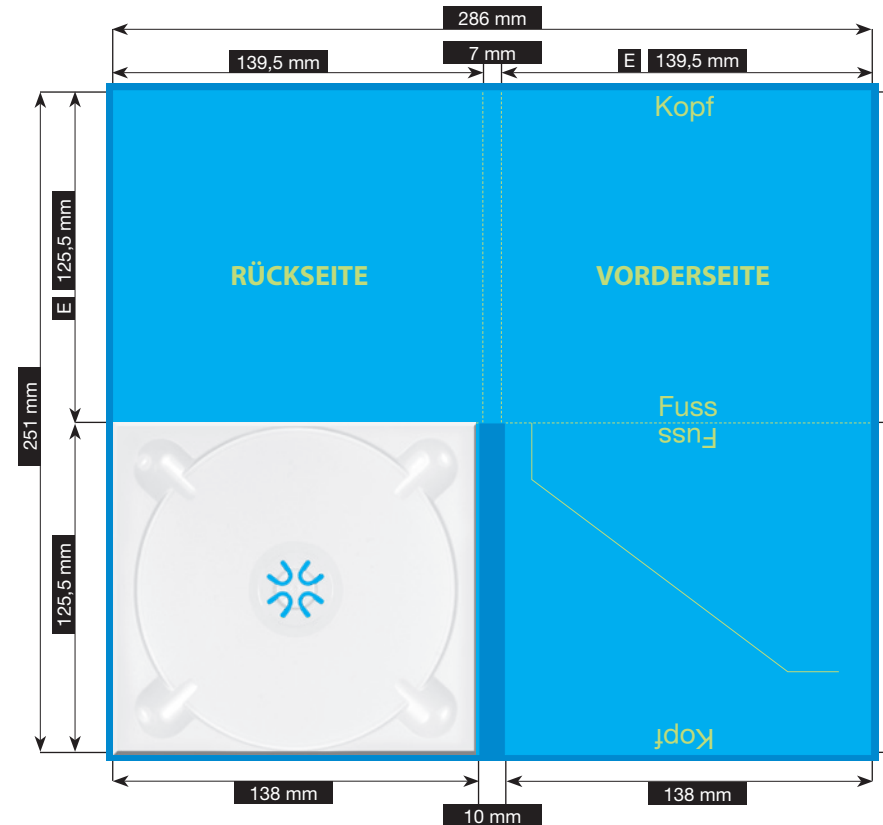 286 mm
7 mm
139,5 mm
E 139,5 mm
Kopf
125,5 mm
E
RÜCKSEITE
VORDERSEITE
251 mm
Fuss
Fuss
125,5 mm
Kopf
138 mm
138 mm
10 mm